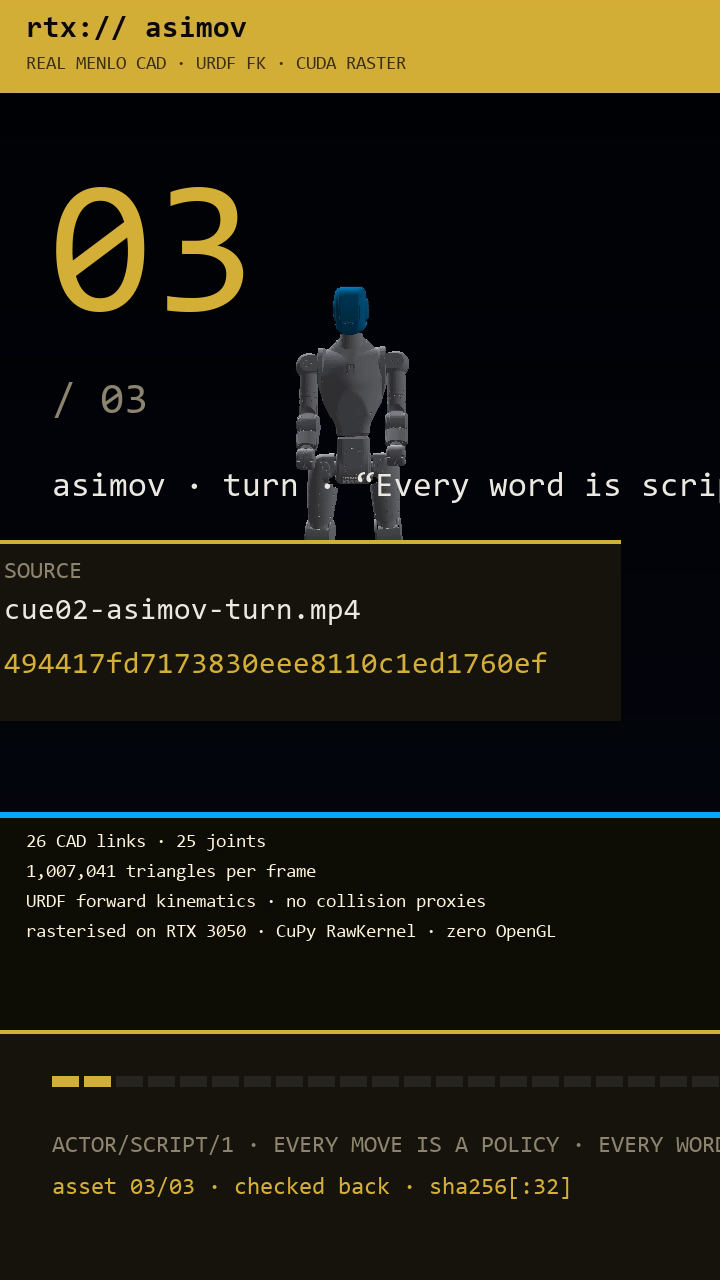 rtx:// asimov
REAL MENLO CAD · URDF FK · CUDA RASTER
03
/ 03
asimov · turn · “Every word is scrip
SOURCE
cue02-asimov-turn.mp4
494417fd7173830eee8110c1ed1760ef
26 CAD links · 25 joints
1,007,041 triangles per frame
URDF forward kinematics · no collision proxies
rasterised on RTX 3050 · CuPy RawKernel · zero OpenGL
ACTOR/SCRIPT/1 · EVERY MOVE IS A POLICY · EVERY WORD
asset 03/03 · checked back · sha256[:32]